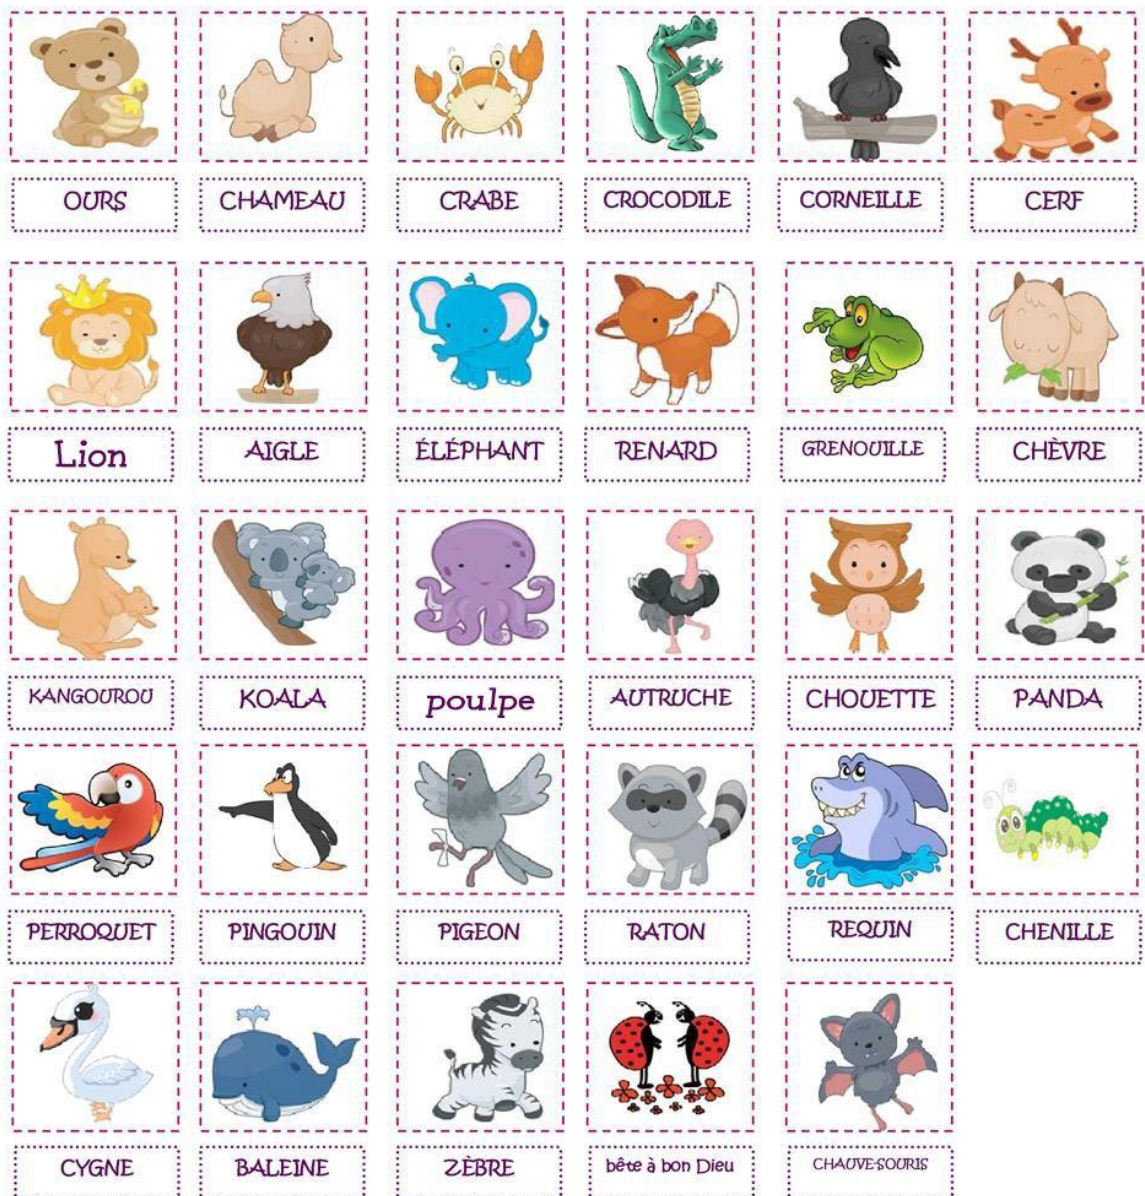 OURS CHAMEAU CRABE CROCODILE CORNEILLE CERF
Lion AIGLE ÉLÉPHANT RENARD GRENOUILLE CHÈVRE
KANGOUROU KOALA poulpe AUTRUCHE CHOUETTE PANDA
PERROQUET PINGOUIN PIGEON RATON REQUIN CHENILLE
CYGNE BALEINE ZÈBRE bête à bon Dieu CHAUVE-SOURIS